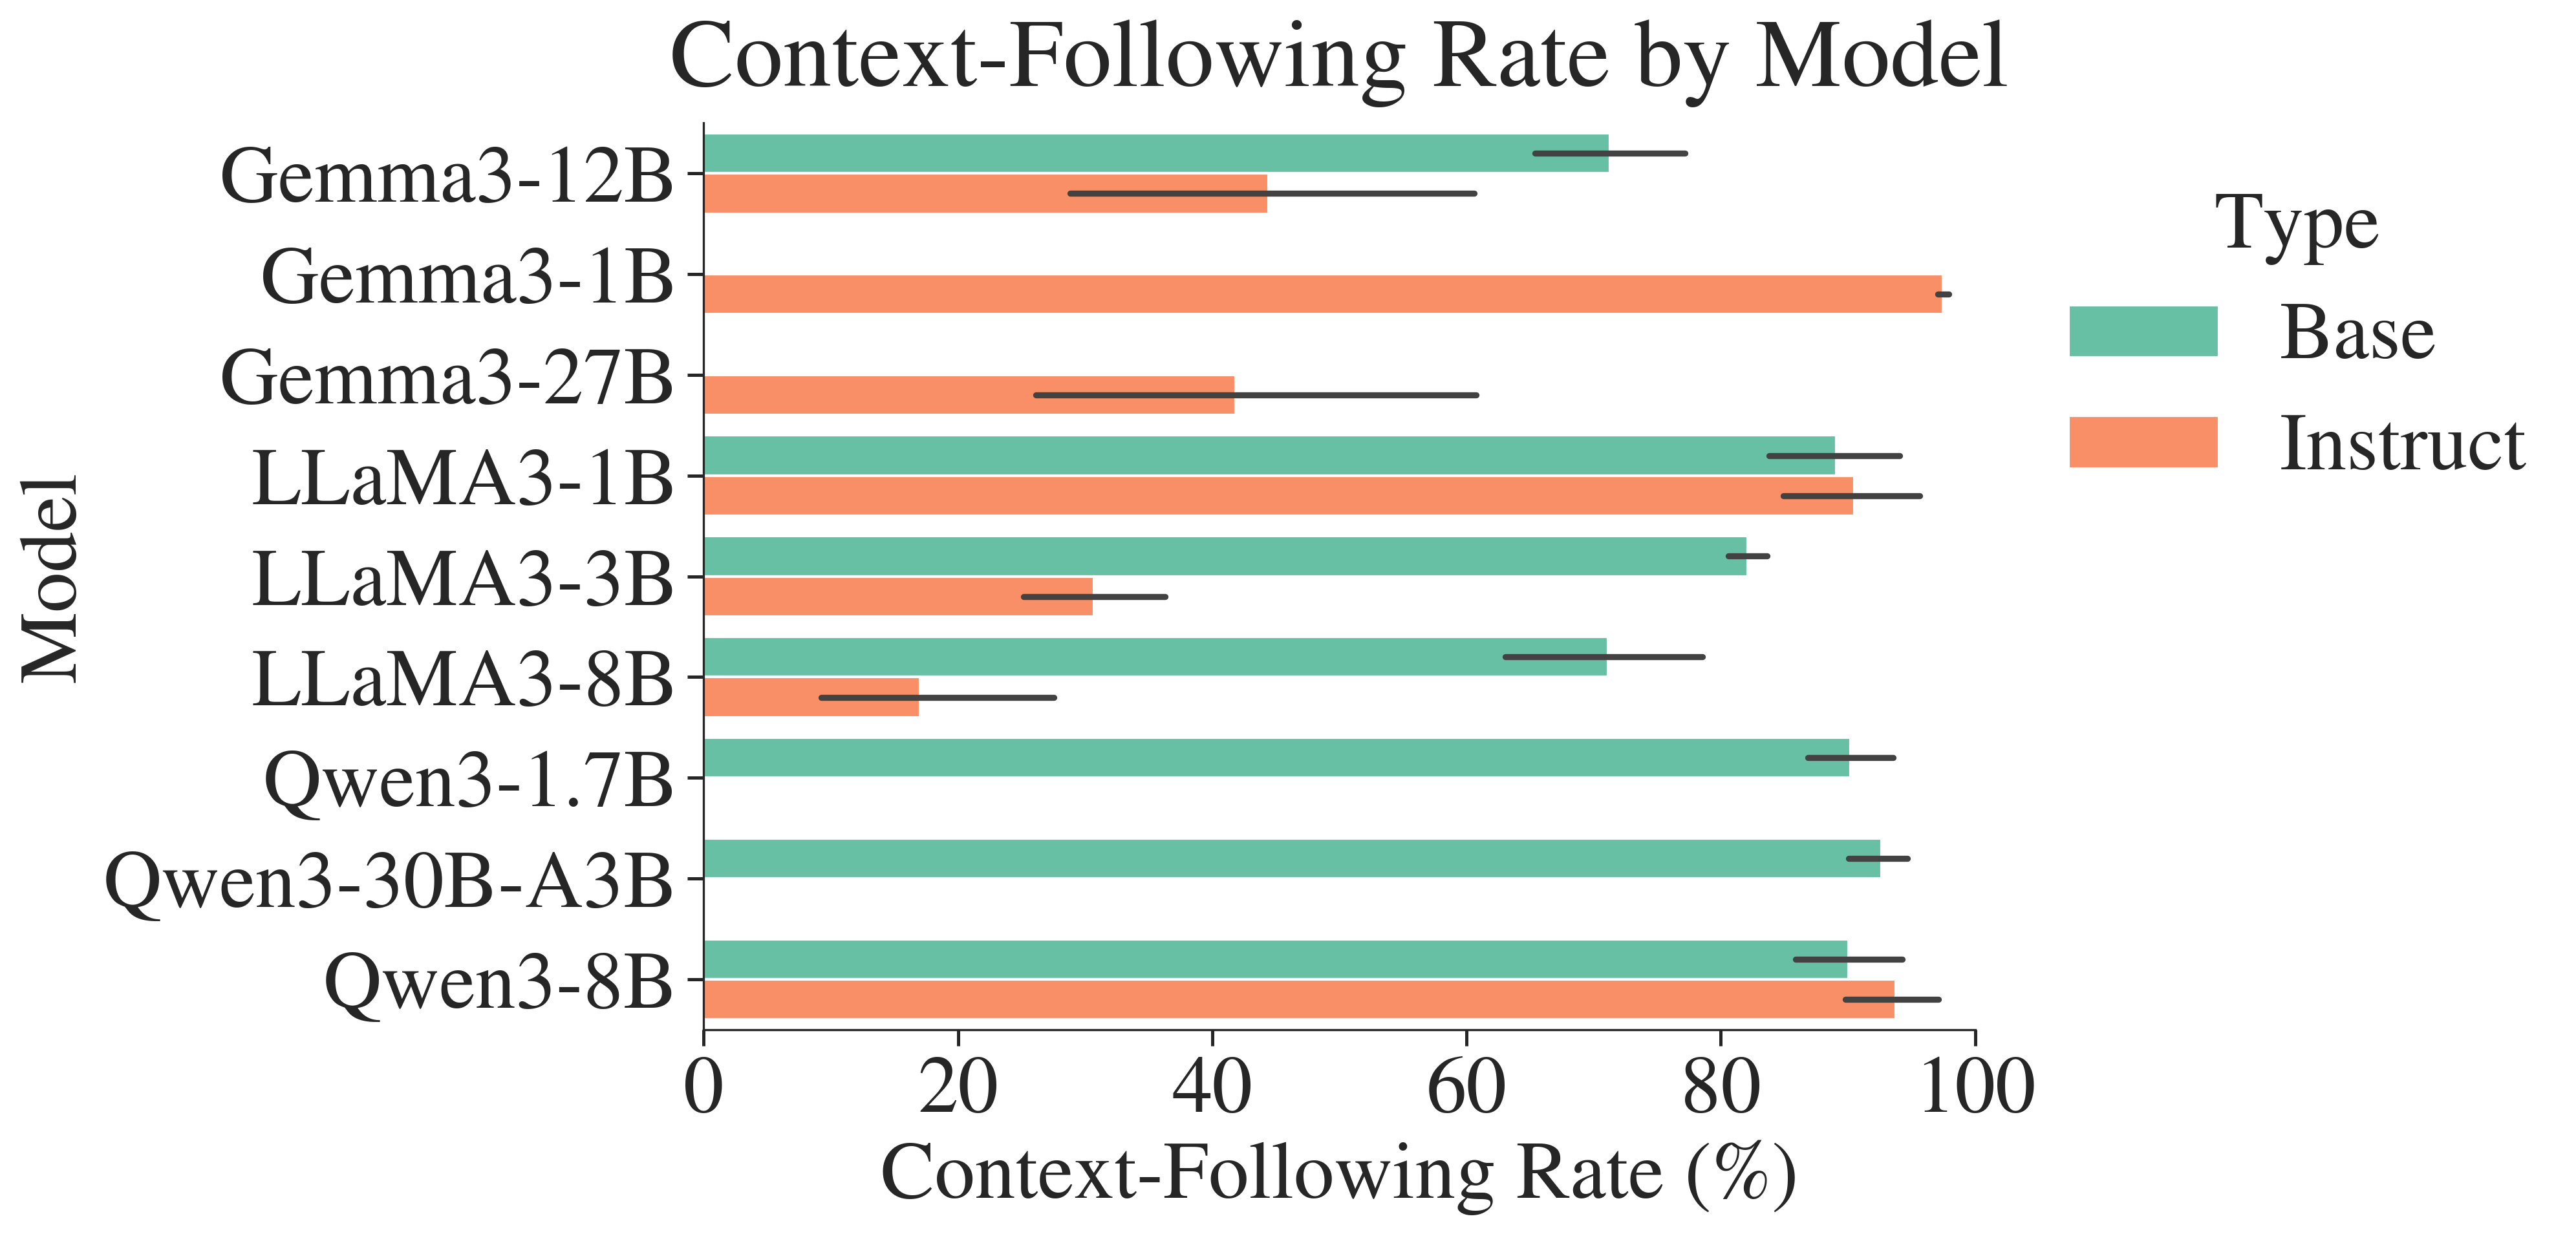 Context-Following Rate by Model
Model
Gemma3-12B
Gemma3-1B
Gemma3-27B
LLaMA3-1B
LLaMA3-3B
LLaMA3-8B
Qwen3-1.7B
Qwen3-30B-A3B
Qwen3-8B
0 20 40 60 80 100
Context-Following Rate (%)
Type
Base
Instruct